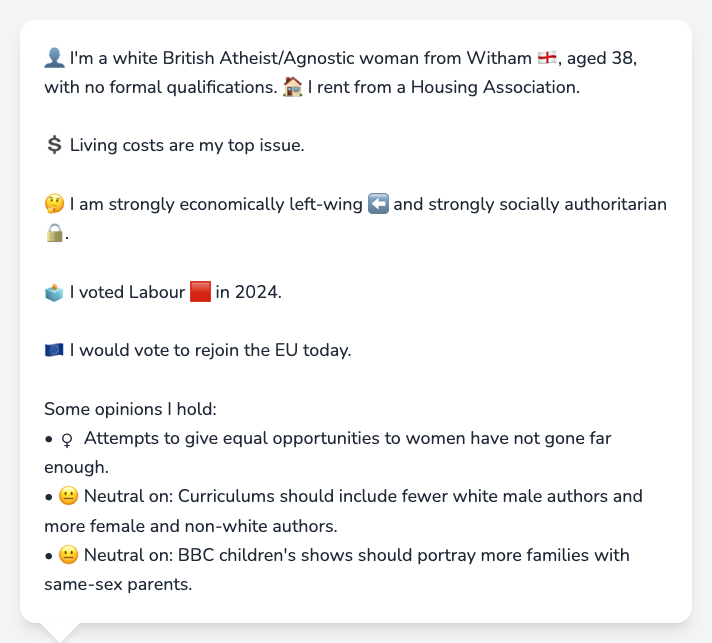 👤 I'm a white British Atheist/Agnostic woman from Witham 🏴󠁧󠁢󠁥󠁮󠁧󠁿, aged 38,
with no formal qualifications. 🏠 I rent from a Housing Association.
💲 Living costs are my top issue.
🤔 I am strongly economically left-wing ⬅️ and strongly socially authoritarian
🔒.
🗳️ I voted Labour 🟥 in 2024.
🇪🇺 I would vote to rejoin the EU today.
Some opinions I hold:
• ♀ Attempts to give equal opportunities to women have not gone far
enough.
• 😐 Neutral on: Curriculums should include fewer white male authors and
more female and non-white authors.
• 😐 Neutral on: BBC children's shows should portray more families with
same-sex parents.